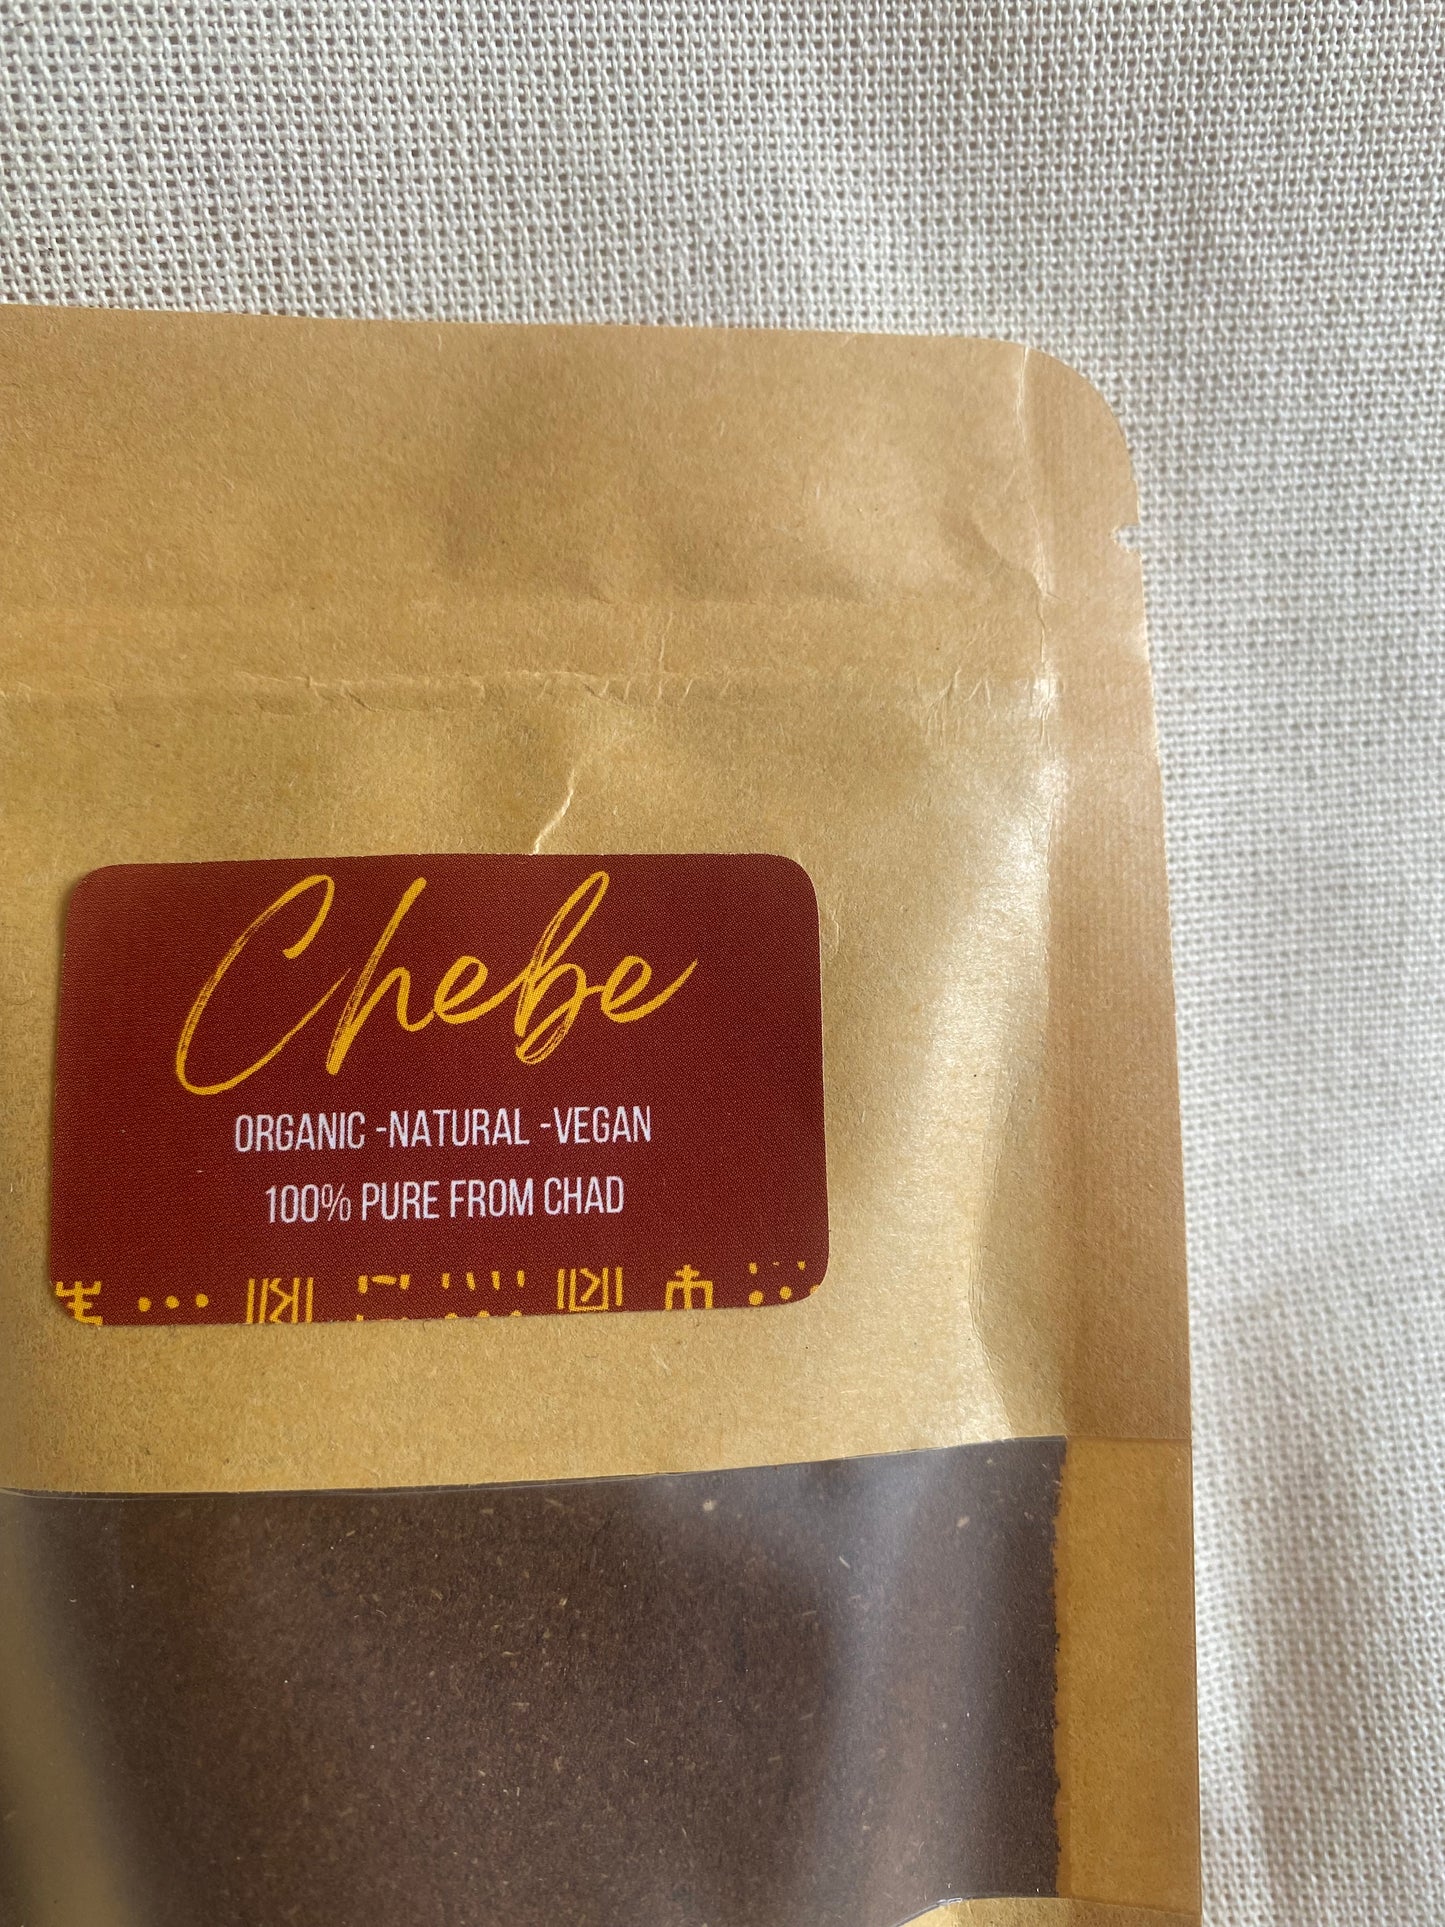 Chebe
ORGANIC -NATURAL -VEGAN
100% PURE FROM CHAD